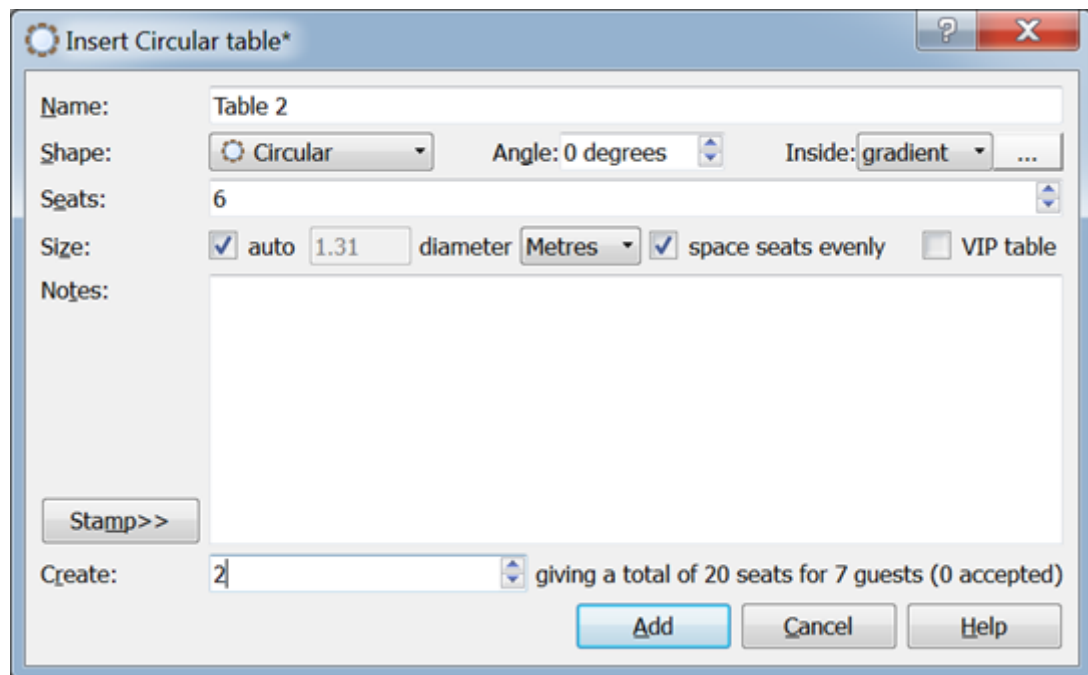 Insert Circular table*
Name: Table 2
Shape: Circular Angle: 0 degrees Inside: gradient ...
Seats: 6
Size: auto 1.31 diameter Metres space seats evenly VIP table
Notes:
Stamp>>
Create: 2 giving a total of 20 seats for 7 guests (0 accepted)
Add Cancel Help